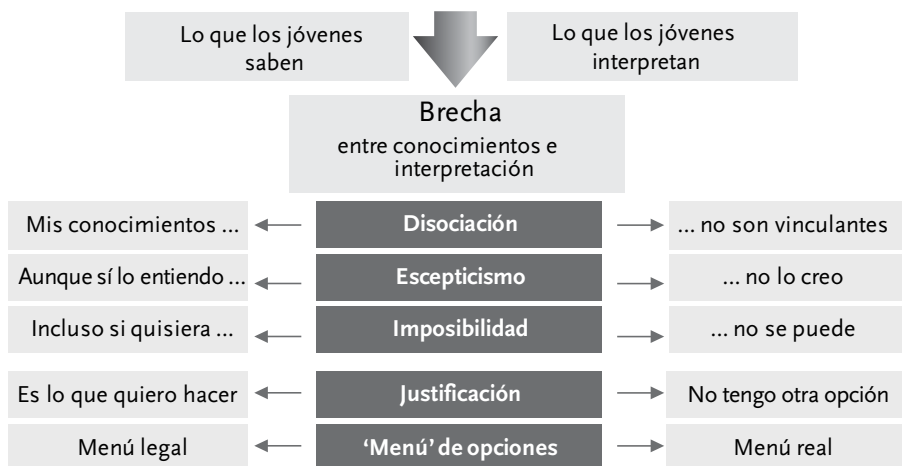 Lo que los jóvenes
saben
Lo que los jóvenes
interpretan
Brecha
entre conocimientos e
interpretación
Mis conocimientos ...
Disociación
... no son vinculantes
Aunque sí lo entiendo ...
Escepticismo
... no lo creo
Incluso si quisiera ...
Imposibilidad
... no se puede
Es lo que quiero hacer
Justificación
No tengo otra opción
Menú legal
‘Menú’ de opciones
Menú real